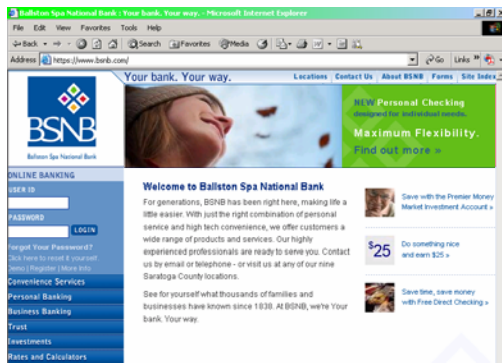 Ballston Spa National Bank : Your bank. Your way. - Microsoft Internet Explorer
File Edit View Favorites Tools Help
Back Search Favorites Media
Address https://www.bsnb.com/ Go Links
Your bank. Your way. Locations Contact Us About BSNB Forms Site Index
BSNB
Ballston Spa National Bank
NEW Personal Checking
designed for individual needs.
Maximum Flexibility.
Find out more »
ONLINE BANKING
USER ID
PASSWORD
LOGIN
Forgot Your Password?
Click here to reset it yourself
Demo | Register | More Info
Convenience Services
Personal Banking
Business Banking
Trust
Investments
Rates and Calculators
Welcome to Ballston Spa National Bank
For generations, BSNB has been right here, making life a
little easier. With just the right combination of personal
service and high tech convenience, we offer customers a
wide range of products and services. Our highly
experienced professionals are ready to serve you. Contact
us by email or telephone - or visit us at any of our nine
Saratoga County locations.
See for yourself what thousands of families and
businesses have known since 1838. At BSNB, we're Your
bank. Your way.
Save with the Premier Money
Market Investment Account »
$25
Do something nice
and earn $25 »
Save time, save money
with Free Direct Checking »